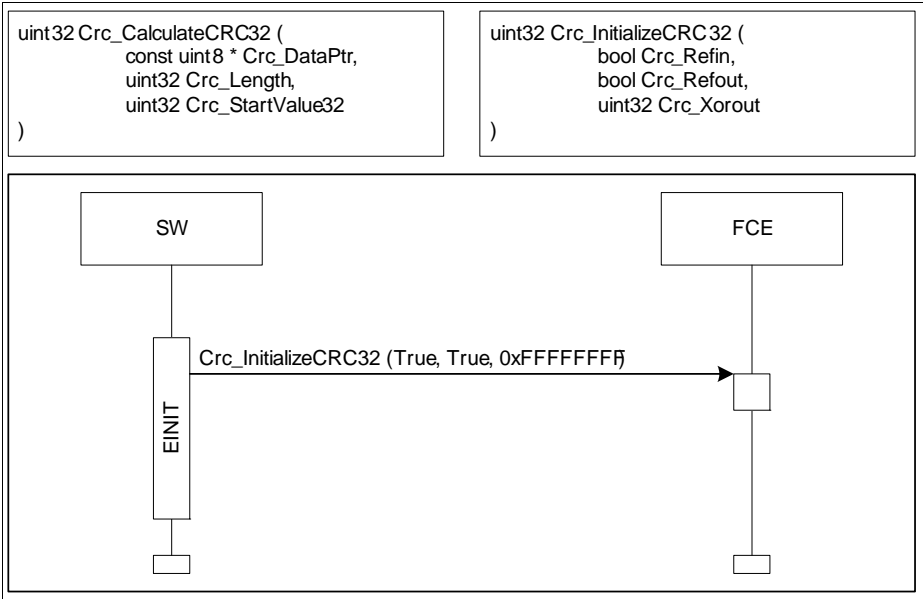 uint32 Crc_CalculateCRC32 (
const uint8 * Crc_DataPtr,
uint32 Crc_Length,
uint32 Crc_StartValue32
)
uint32 Crc_InitializeCRC32 (
bool Crc_Refin,
bool Crc_Refout,
uint32 Crc_Xorout
)
SW
FCE
Crc_InitializeCRC32 (True, True, 0xFFFFFFFF)
EINIT